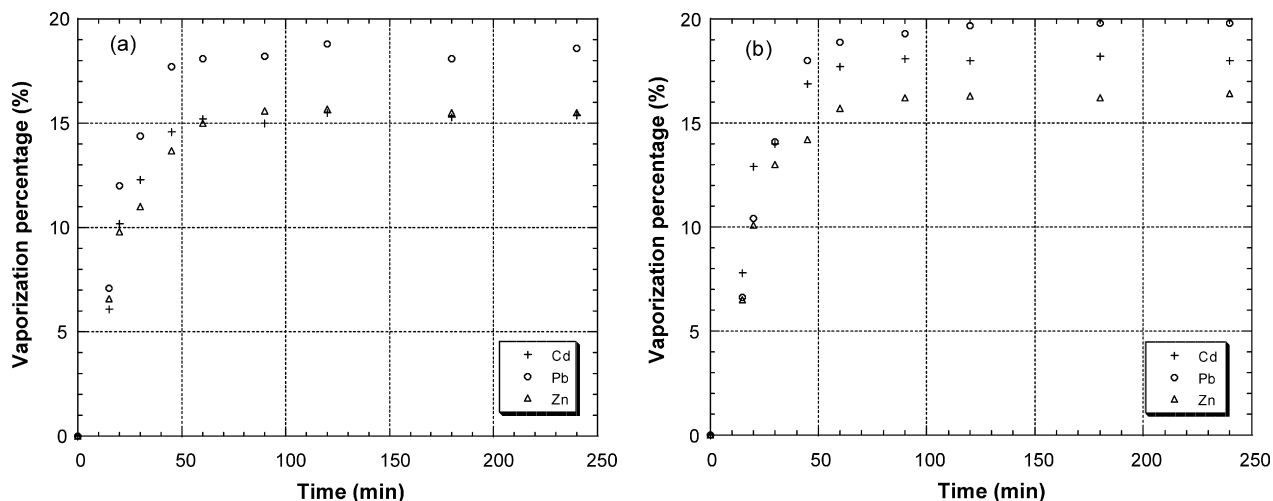 (a)
Vaporization percentage (%)
20
15
10
5
0
0 50 100 150 200 250
Time (min)
Cd
Pb
Zn
(b)
Vaporization percentage (%)
20
15
10
5
0
0 50 100 150 200 250
Time (min)
Cd
Pb
Zn